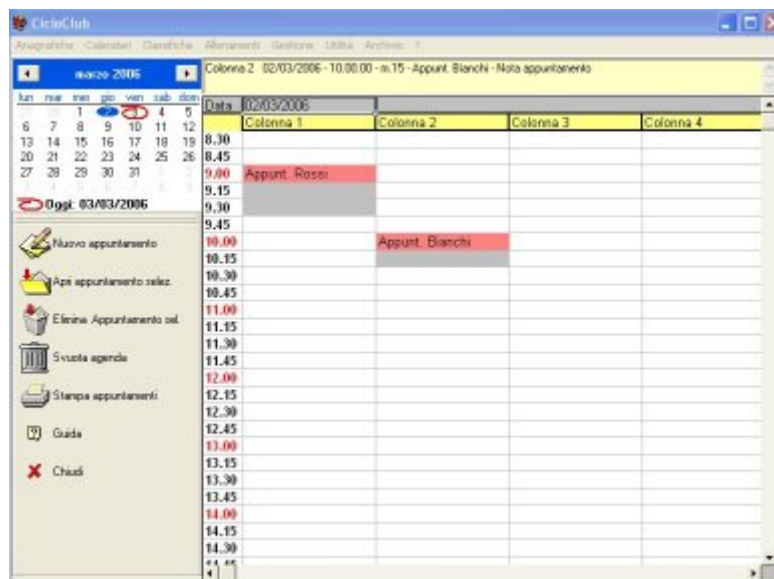 CicloClub
Anagrafiche Calendari Classifiche Allenamenti Gestione Utilità Archivio ?
marzo 2006
lun mar mer gio ven sab dom
1 2 3 4 5
6 7 8 9 10 11 12
13 14 15 16 17 18 19
20 21 22 23 24 25 26
27 28 29 30 31
Oggi: 03/03/2006
Nuovo appuntamento
Apri appuntamento selez.
Elimina Appuntamento sel.
Svuota agenda
Stampa appuntamenti
Guida
Chiudi
Colonna 2 02/03/2006 - 10.00.00 - m.15 - Appunt. Bianchi - Nota appuntamento
Data 02/03/2006
Colonna 1 Colonna 2 Colonna 3 Colonna 4
8.30
8.45
9.00 Appunt. Rossi
9.15
9.30
9.45
10.00 Appunt. Bianchi
10.15
10.30
10.45
11.00
11.15
11.30
11.45
12.00
12.15
12.30
12.45
13.00
13.15
13.30
13.45
14.00
14.15
14.30